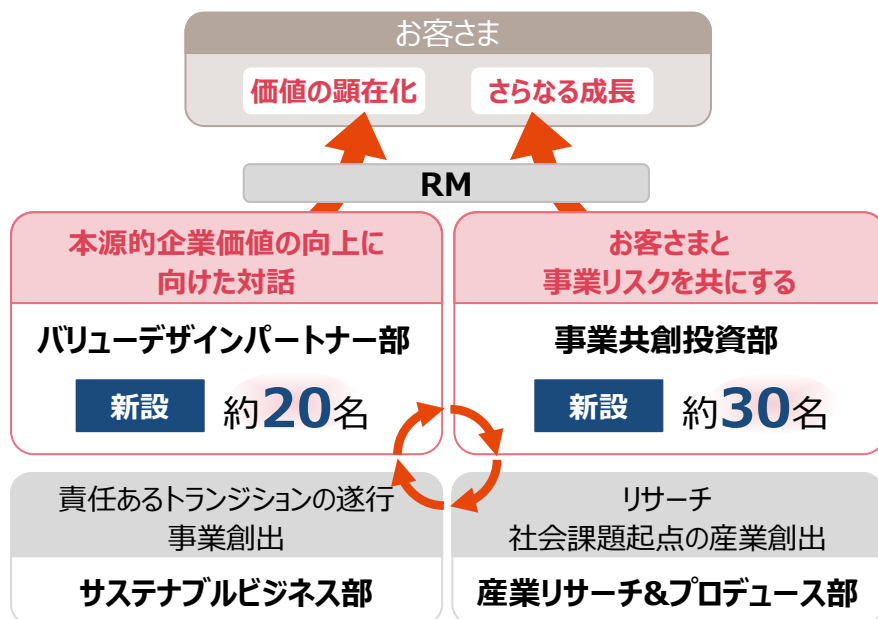 お客さま
価値の顕在化
さらなる成長
RM
本源的企業価値の向上に
向けた対話
バリューデザインパートナー部
新設 約20名
お客さまと
事業リスクを共にする
事業共創投資部
新設 約30名
責任あるトランジションの遂行
事業創出
サステナブルビジネス部
リサーチ
社会課題起点の産業創出
産業リサーチ&プロデュース部